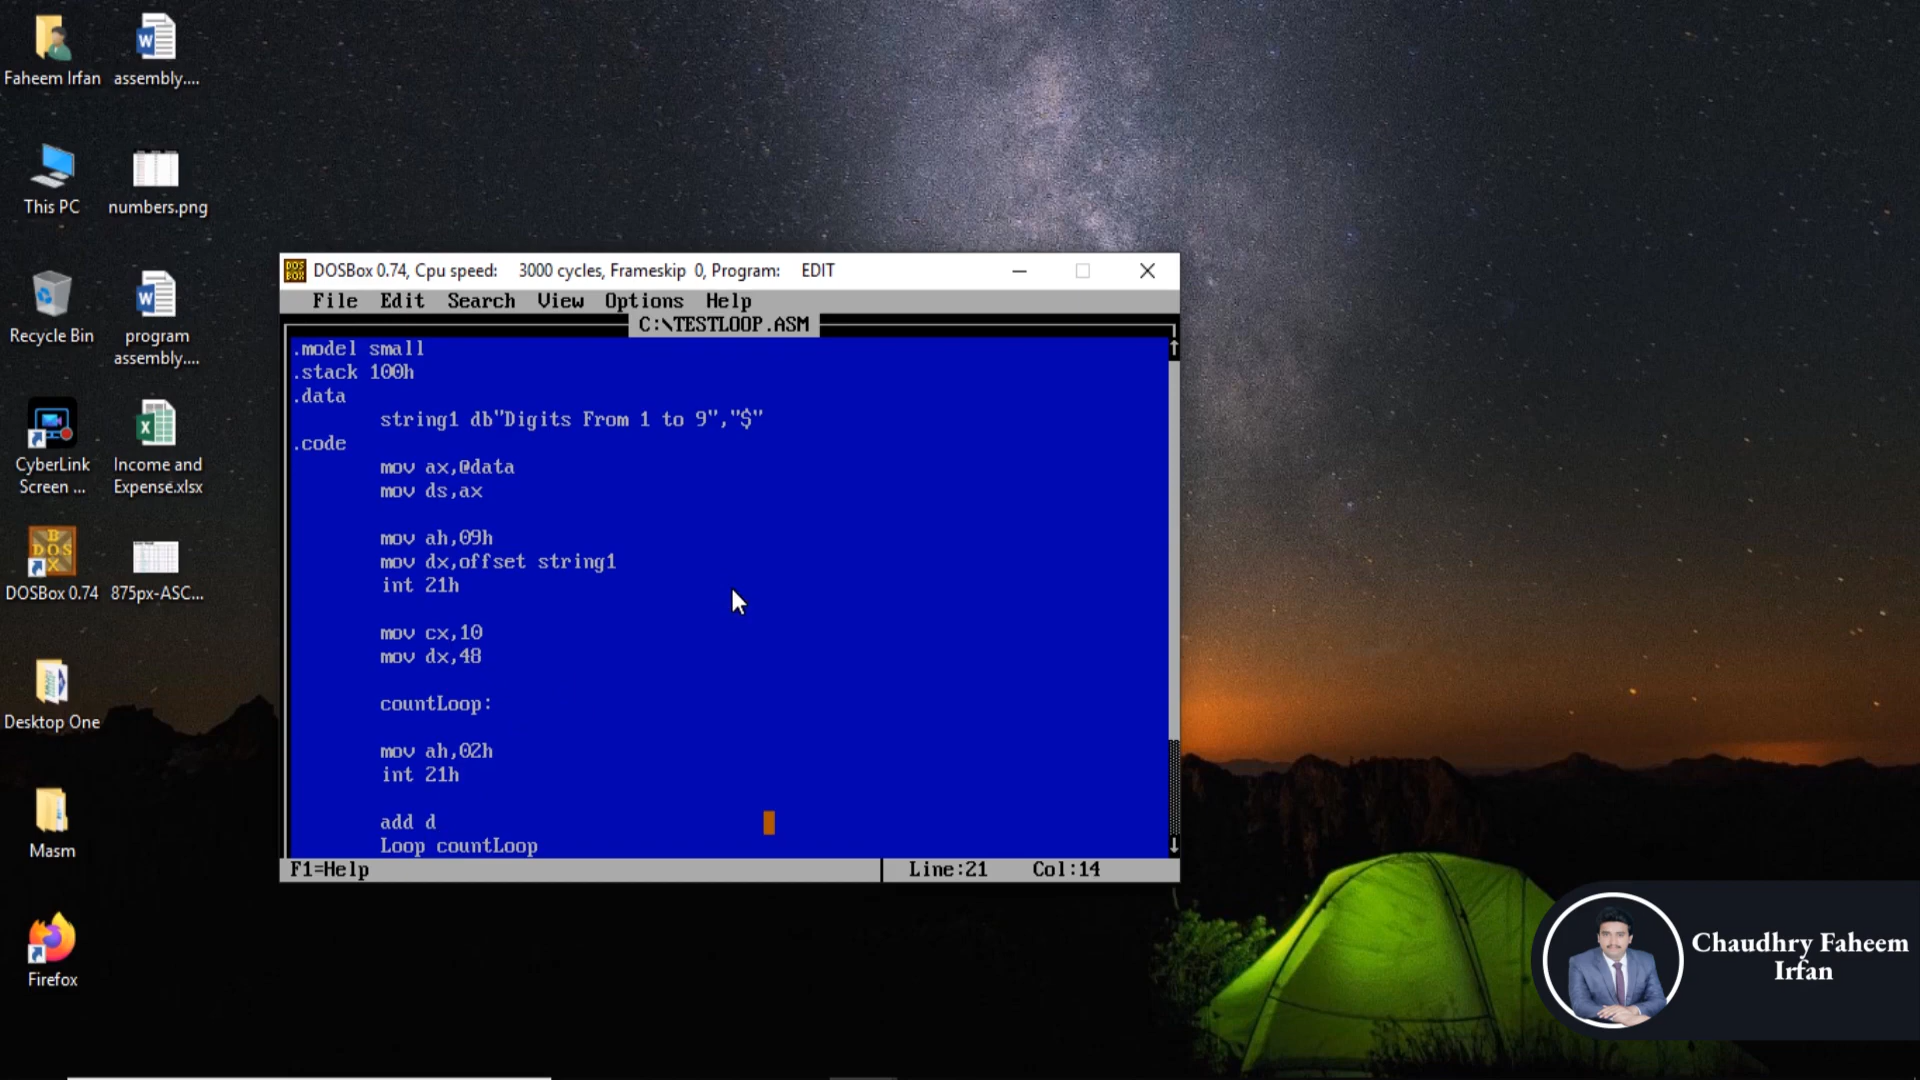 Faheem Irfan
assembly....
This PC
numbers.png
Recycle Bin
program
assembly....
CyberLink
Screen ...
Income and
Expense.xlsx
DOSBox 0.74
875px-ASC...
Desktop One
Masm
Firefox
DOSBox 0.74, Cpu speed: 3000 cycles, Frameskip 0, Program: EDIT
File Edit Search View Options Help
C:\TESTLOOP.ASM
.model small
.stack 100h
.data
string1 db"Digits From 1 to 9","$"
.code
mov ax,@data
mov ds,ax
mov ah,09h
mov dx,offset string1
int 21h
mov cx,10
mov dx,48
countLoop:
mov ah,02h
int 21h
add d
Loop countLoop
F1=Help
Line:21 Col:14
Chaudhry Faheem
Irfan